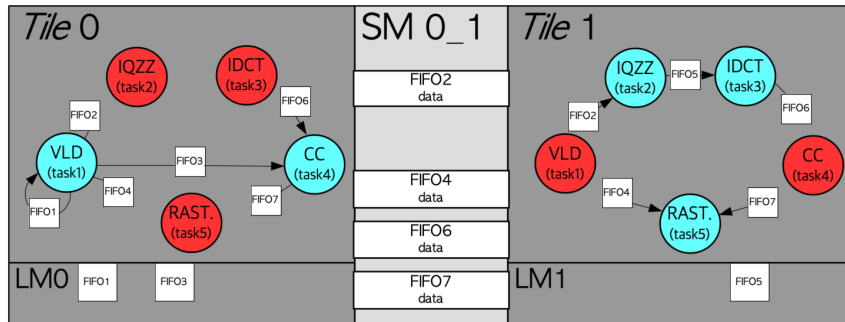 Tile 0
IQZZ
(task2)
IDCT
(task3)
FIFO2
FIFO6
VLD
(task1)
FIFO3
CC
(task4)
FIFO4
FIFO1
FIFO7
RAST.
(task5)
LM0
FIFO1
FIFO3
SM 0_1
FIFO2
data
FIFO4
data
FIFO6
data
FIFO7
data
Tile 1
IQZZ
(task2)
FIFO5
IDCT
(task3)
FIFO2
FIFO6
VLD
(task1)
CC
(task4)
FIFO4
FIFO7
RAST.
(task5)
LM1
FIFO5